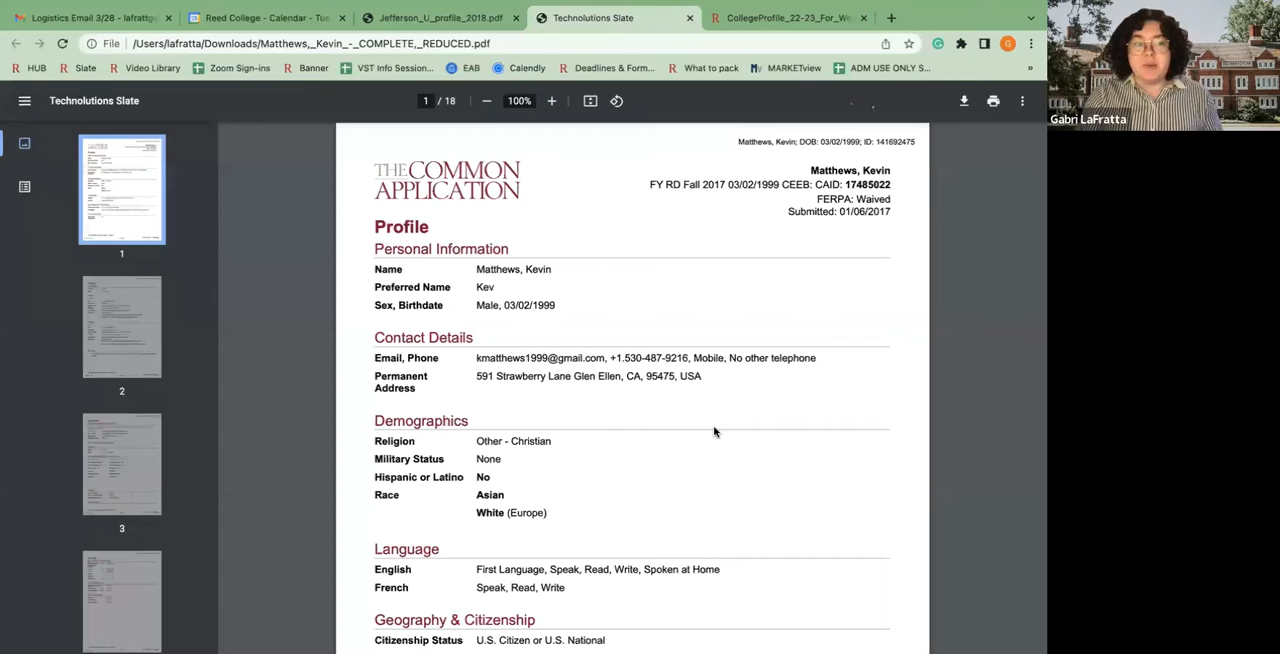 Logistics Email 3/28 - lafrattg
Reed College - Calendar - Tue
Jefferson_U_profile_2018.pdf
Technolutions Slate
CollegeProfile_22-23_For_We
File
/Users/lafratta/Downloads/Matthews,_Kevin_-_COMPLETE,_REDUCED.pdf
G
HUB
Slate
Video Library
Zoom Sign-ins
Banner
VST Info Session...
EAB
Calendly
Deadlines & Form...
What to pack
MARKETview
ADM USE ONLY S...
»
Gabri LaFratta
Technolutions Slate
1 / 18
100%
1
2
3
Matthews, Kevin; DOB: 03/02/1999; ID: 141692475
THE COMMON
APPLICATION
Matthews, Kevin
FY RD Fall 2017 03/02/1999 CEEB: CAID: 17485022
FERPA: Waived
Submitted: 01/06/2017
Profile
Personal Information
Name Matthews, Kevin
Preferred Name Kev
Sex, Birthdate Male, 03/02/1999
Contact Details
Email, Phone kmatthews1999@gmail.com, +1.530-487-9216, Mobile, No other telephone
Permanent 591 Strawberry Lane Glen Ellen, CA, 95475, USA
Address
Demographics
Religion Other - Christian
Military Status None
Hispanic or Latino No
Race Asian
White (Europe)
Language
English First Language, Speak, Read, Write, Spoken at Home
French Speak, Read, Write
Geography & Citizenship
Citizenship Status U.S. Citizen or U.S. National